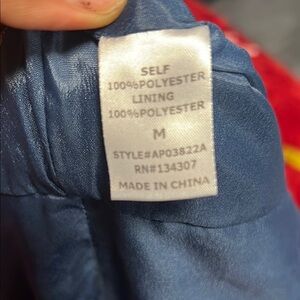 SELF
100%POLYESTER
LINING
100%POLYESTER
M
STYLE#AP03822A
RN#134307
MADE IN CHINA